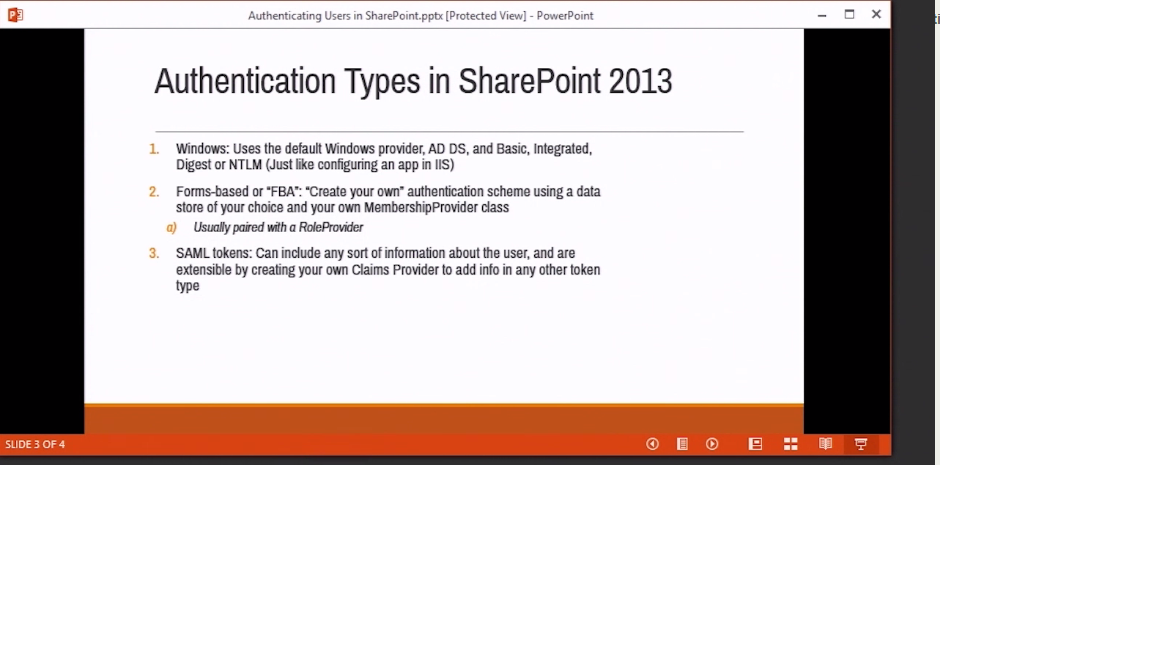 Authenticating Users in SharePoint.pptx [Protected View] - PowerPoint
Authentication Types in SharePoint 2013
1. Windows: Uses the default Windows provider, AD DS, and Basic, Integrated,
Digest or NTLM (Just like configuring an app in IIS)
2. Forms-based or “FBA”: “Create your own” authentication scheme using a data
store of your choice and your own MembershipProvider class
a) Usually paired with a RoleProvider
3. SAML tokens: Can include any sort of information about the user, and are
extensible by creating your own Claims Provider to add info in any other token
type
SLIDE 3 OF 4